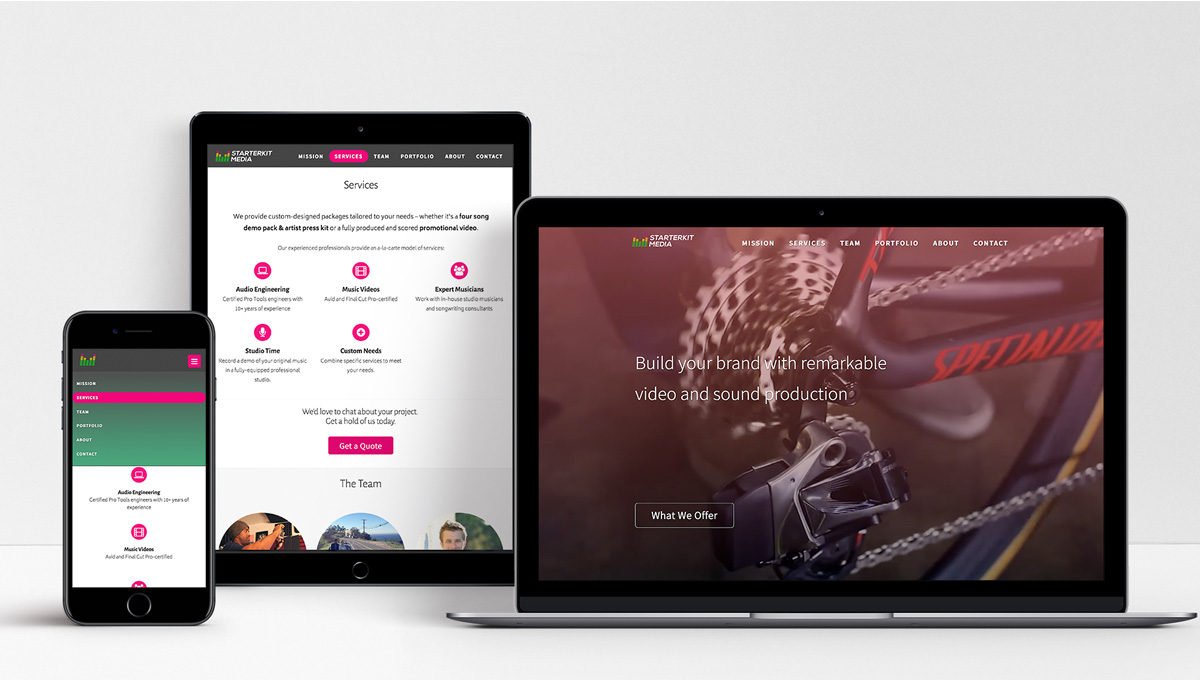 STARTERKIT
MEDIA
MISSION
SERVICES
TEAM
PORTFOLIO
ABOUT
CONTACT
Services
We provide custom-designed packages tailored to your needs – whether it's a four song
demo pack & artist press kit or a fully produced and scored promotional video.
Our experienced professionals provide an a-la-carte model of services:
Audio Engineering
Certified Pro Tools engineers with
10+ years of experience
Music Videos
Avid and Final Cut Pro-certified
Expert Musicians
Work with in-house studio musicians
and songwriting consultants
Studio Time
Record a demo of your original music
in a fully-equipped professional
studio.
Custom Needs
Combine specific services to meet
your needs.
We'd love to chat about your project.
Get a hold of us today.
Get a Quote
The Team
MISSION
SERVICES
TEAM
PORTFOLIO
ABOUT
CONTACT
Audio Engineering
Certified Pro Tools engineers with 10+ years of
experience
Music Videos
Avid and Final Cut Pro-certified
STARTERKIT
MEDIA
MISSION
SERVICES
TEAM
PORTFOLIO
ABOUT
CONTACT
SPECIALIZE
Build your brand with remarkable
video and sound production
What We Offer